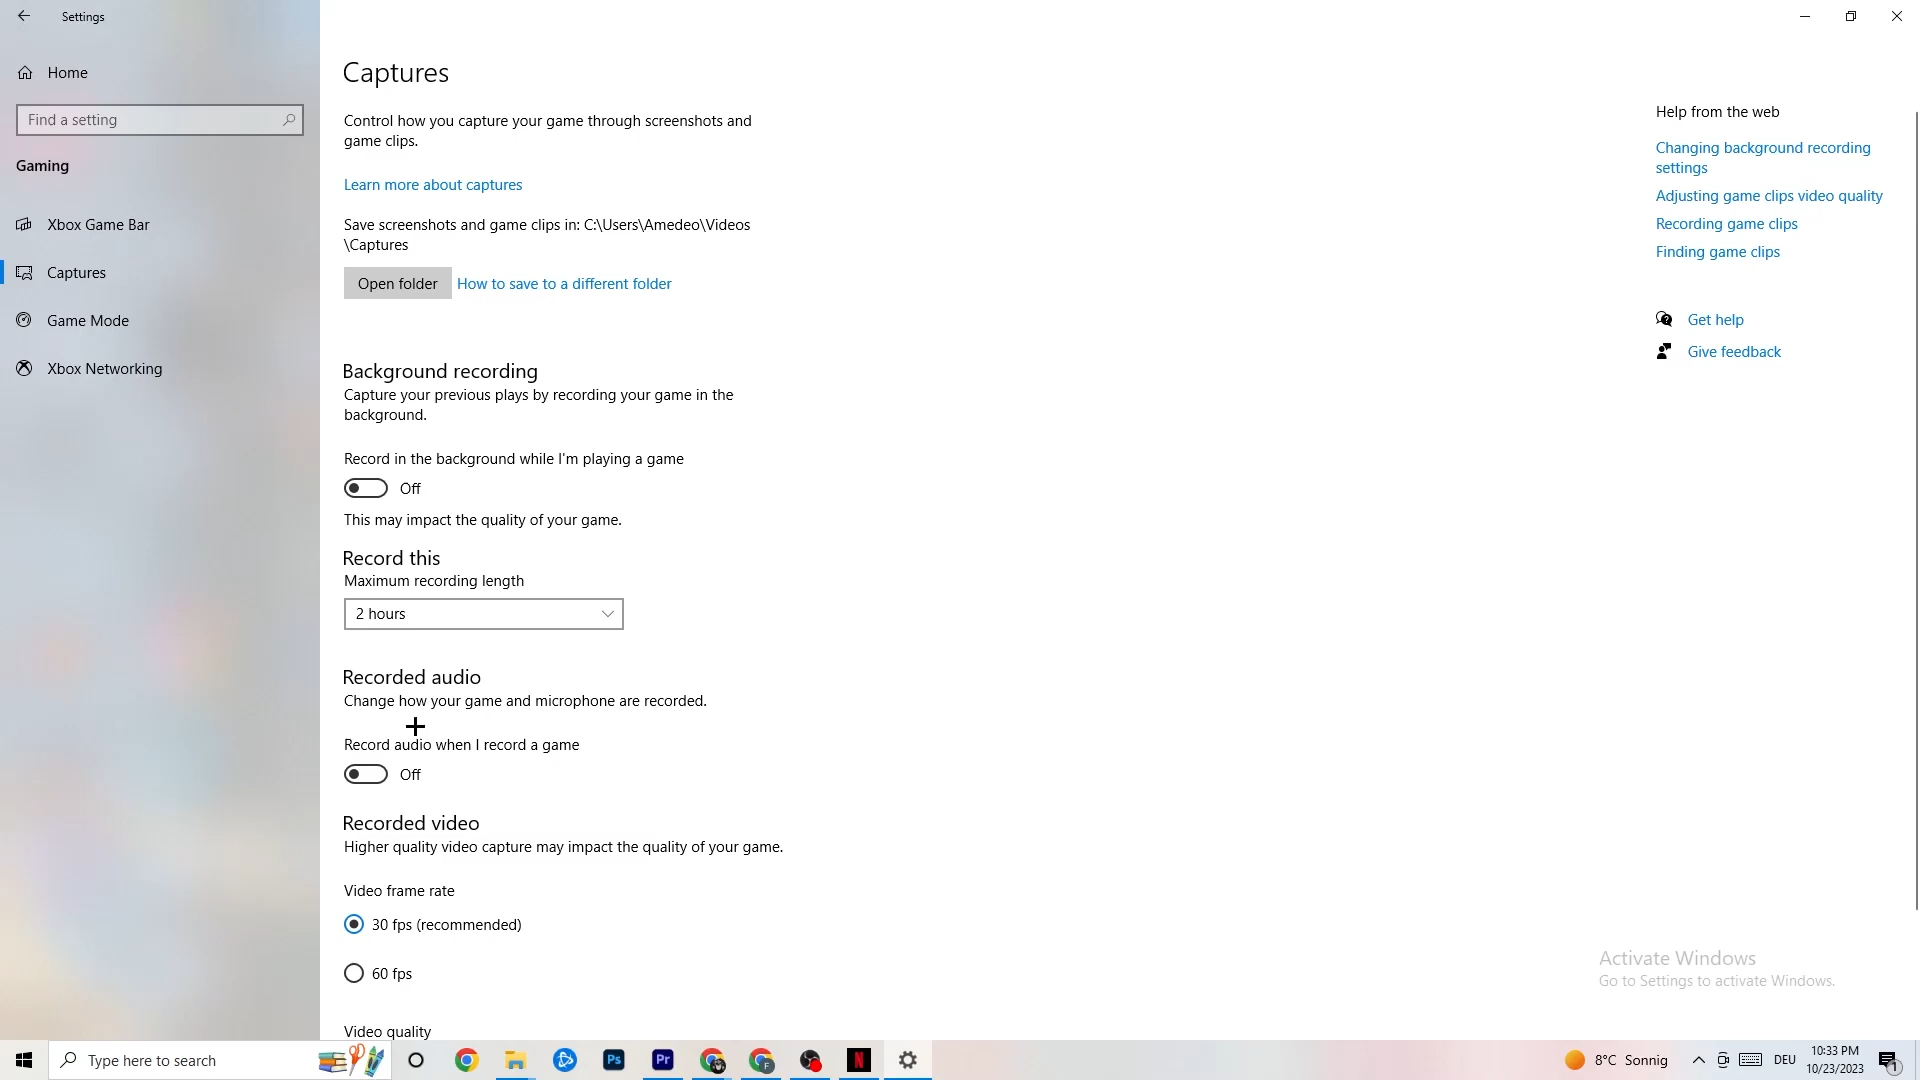 Settings
Home
Find a setting
Gaming
Xbox Game Bar
Captures
Game Mode
Xbox Networking
Captures
Control how you capture your game through screenshots and
game clips.
Learn more about captures
Save screenshots and game clips in: C:\Users\Amedeo\Videos
\Captures
Open folder How to save to a different folder
Background recording
Capture your previous plays by recording your game in the
background.
Record in the background while I'm playing a game
Off
This may impact the quality of your game.
Record this
Maximum recording length
2 hours
Recorded audio
Change how your game and microphone are recorded.
Record audio when I record a game
Off
Recorded video
Higher quality video capture may impact the quality of your game.
Video frame rate
30 fps (recommended)
60 fps
Video quality
Help from the web
Changing background recording
settings
Adjusting game clips video quality
Recording game clips
Finding game clips
Get help
Give feedback
Activate Windows
Go to Settings to activate Windows.
Type here to search
Ps
Pr
F
N
8°C Sonnig
DEU
10:33 PM
10/23/2023
1